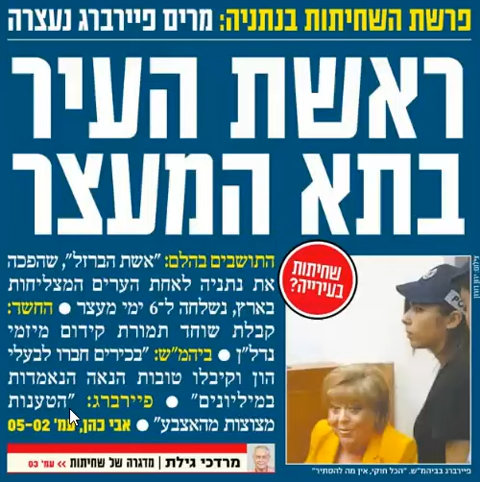 פרשת השחיתות בנתניה: מרים פיירברג נעצרה
ראשת העיר
בתא המעצר
התושבים בהלם: "אשת הברזל", שהפכה
את נתניה לאחת הערים המצליחות
בארץ, נשלחה ל־6 ימי מעצר ● החשד:
קבלת שוחד תמורת קידום מיזמי
נדל"ן ● ביהמ"ש: "בכירים חברו לבעלי
הון וקיבלו טובות הנאה הנאמדות
במיליונים" ● פיירברג: "הטענות
מצוצות מהאצבע" ● אבי כהן, עמ' 05-02
מרדכי גילת | מדגרה של שחיתות >> עמ' 03
שחיתות
בעירייה?
פיירברג בביהמ"ש. "הכל חוקי, אין מה להסתיר"